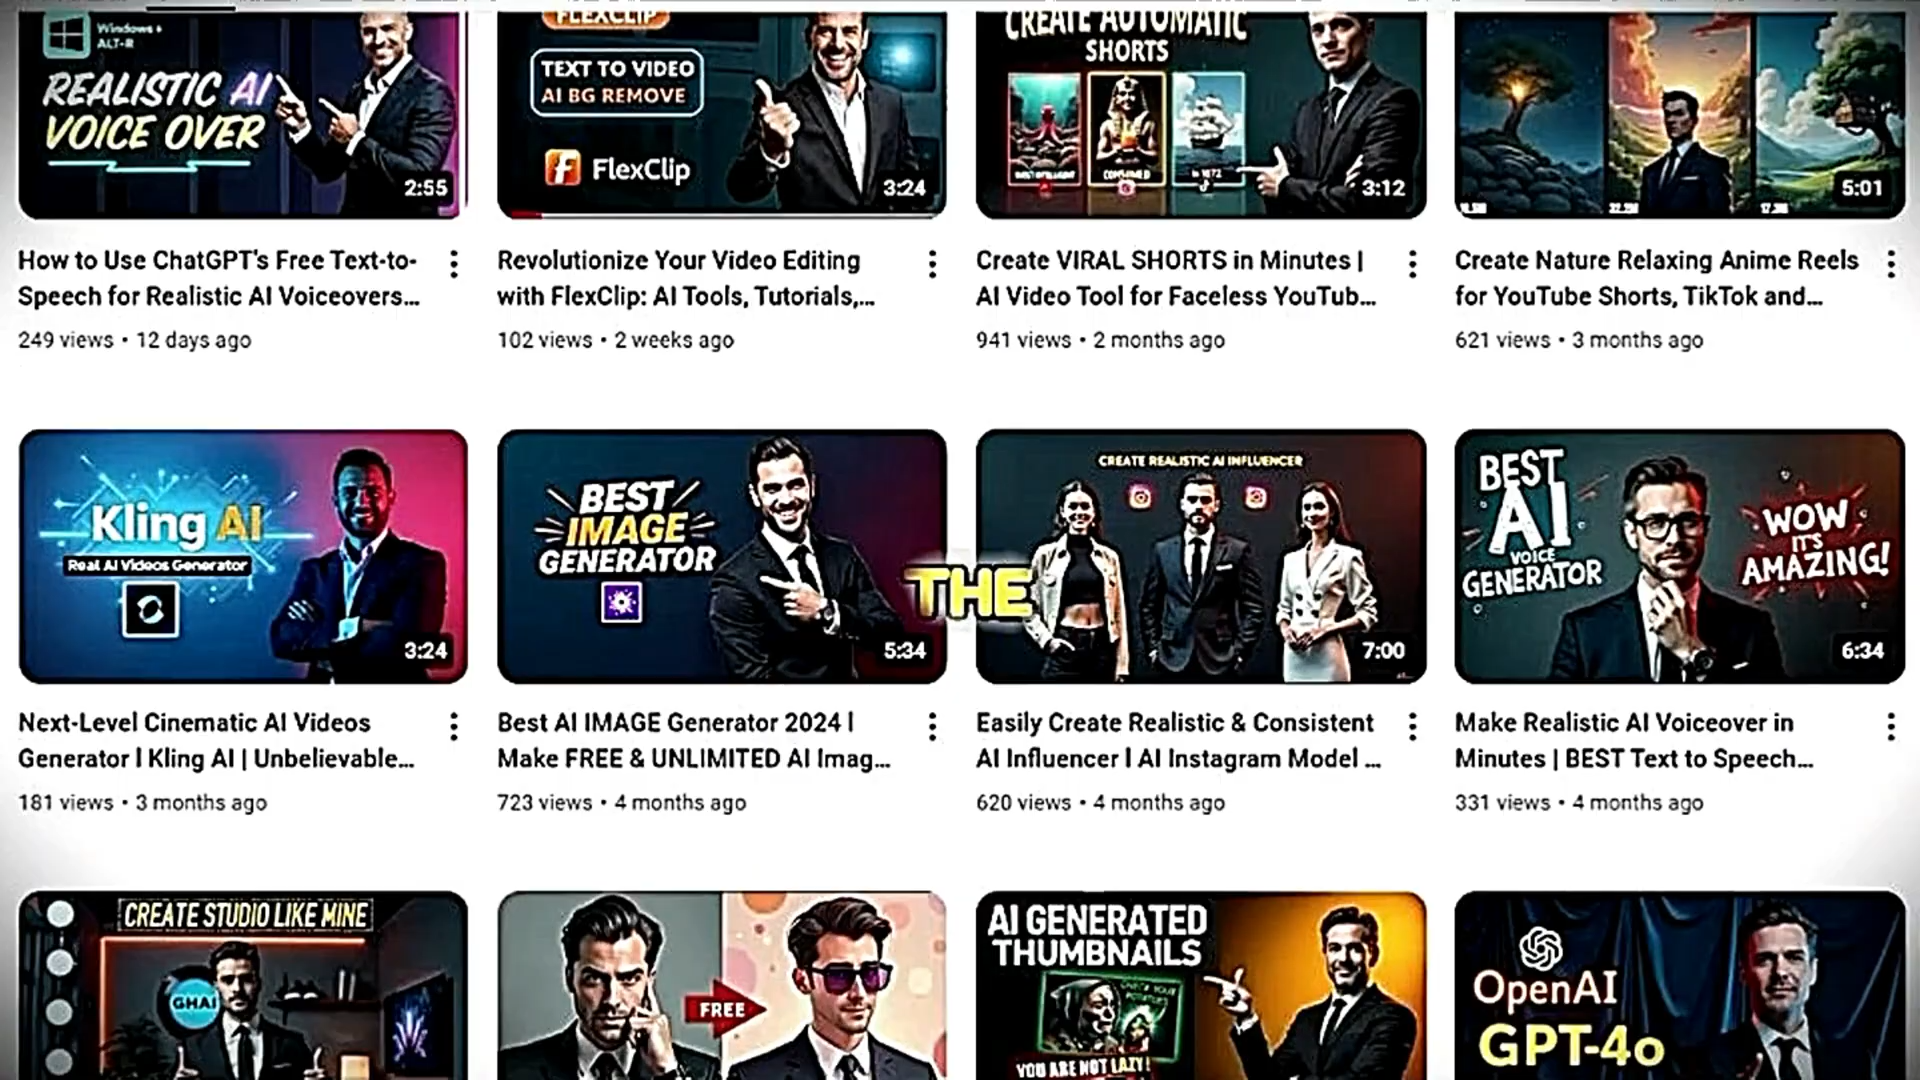 Windows +
ALT-R
REALISTIC AI
VOICE OVER
2:55
FLEXCLIP
TEXT TO VIDEO
AI BG REMOVE
FlexClip
3:24
CREATE AUTOMATIC
SHORTS
CONSUMED
In 1872
3:12
5:01
How to Use ChatGPT's Free Text-to-
Speech for Realistic AI Voiceovers...
249 views • 12 days ago
Revolutionize Your Video Editing
with FlexClip: AI Tools, Tutorials,...
102 views • 2 weeks ago
Create VIRAL SHORTS in Minutes |
AI Video Tool for Faceless YouTub...
941 views • 2 months ago
Create Nature Relaxing Anime Reels
for YouTube Shorts, TikTok and...
621 views • 3 months ago
Kling AI
Real AI Videos Generator
3:24
BEST
IMAGE
GENERATOR
5:34
THE
CREATE REALISTIC AI INFLUENCER
7:00
BEST
AI
VOICE
GENERATOR
WOW
IT'S
AMAZING!
6:34
Next-Level Cinematic AI Videos
Generator l Kling AI | Unbelievable...
181 views • 3 months ago
Best AI IMAGE Generator 2024 l
Make FREE & UNLIMITED AI Imag...
723 views • 4 months ago
Easily Create Realistic & Consistent
AI Influencer l AI Instagram Model ...
620 views • 4 months ago
Make Realistic AI Voiceover in
Minutes | BEST Text to Speech...
331 views • 4 months ago
CREATE STUDIO LIKE MINE
GHAI
FREE
AI GENERATED
THUMBNAILS
YOU ARE NOT LAZY!
OpenAI
GPT-4o